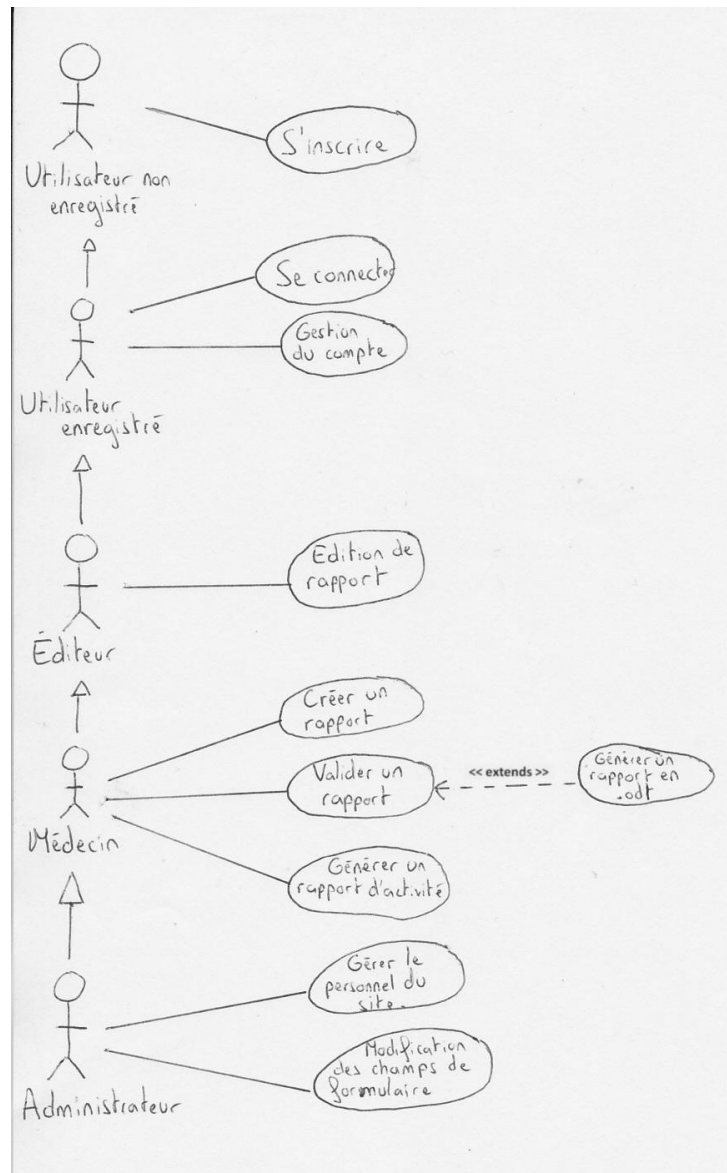 S'inscrire
Utilisateur non
enregistré
Se connecter
Gestion
du compte
Utilisateur
enregistré
Edition de
rapport
Éditeur
Créer un
rapport
Valider un
rapport
<< extends >>
Générer un
rapport en
.odt
Médecin
Générer un
rapport d'activité
Gérer le
personnel du
site.
Modification
des champs de
formulaire
Administrateur